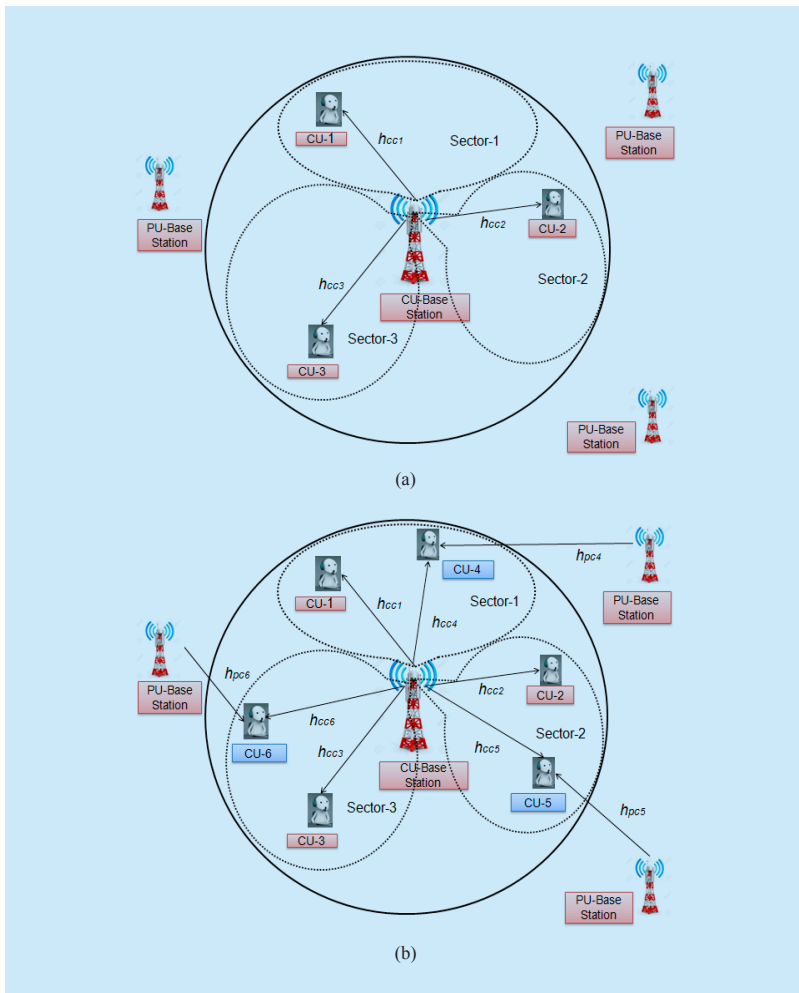 CU-1
hcc1
Sector-1
PU-Base
Station
PU-Base
Station
hcc2
CU-2
Sector-2
hcc3
CU-Base
Station
Sector-3
CU-3
PU-Base
Station
(a)
CU-4
hpc4
CU-1
hcc1
Sector-1
hcc4
PU-Base
Station
PU-Base
Station
hpc6
hcc2
CU-2
hcc6
Sector-2
CU-6
hcc3
hcc5
CU-Base
Station
CU-5
Sector-3
hpc5
CU-3
PU-Base
Station
(b)